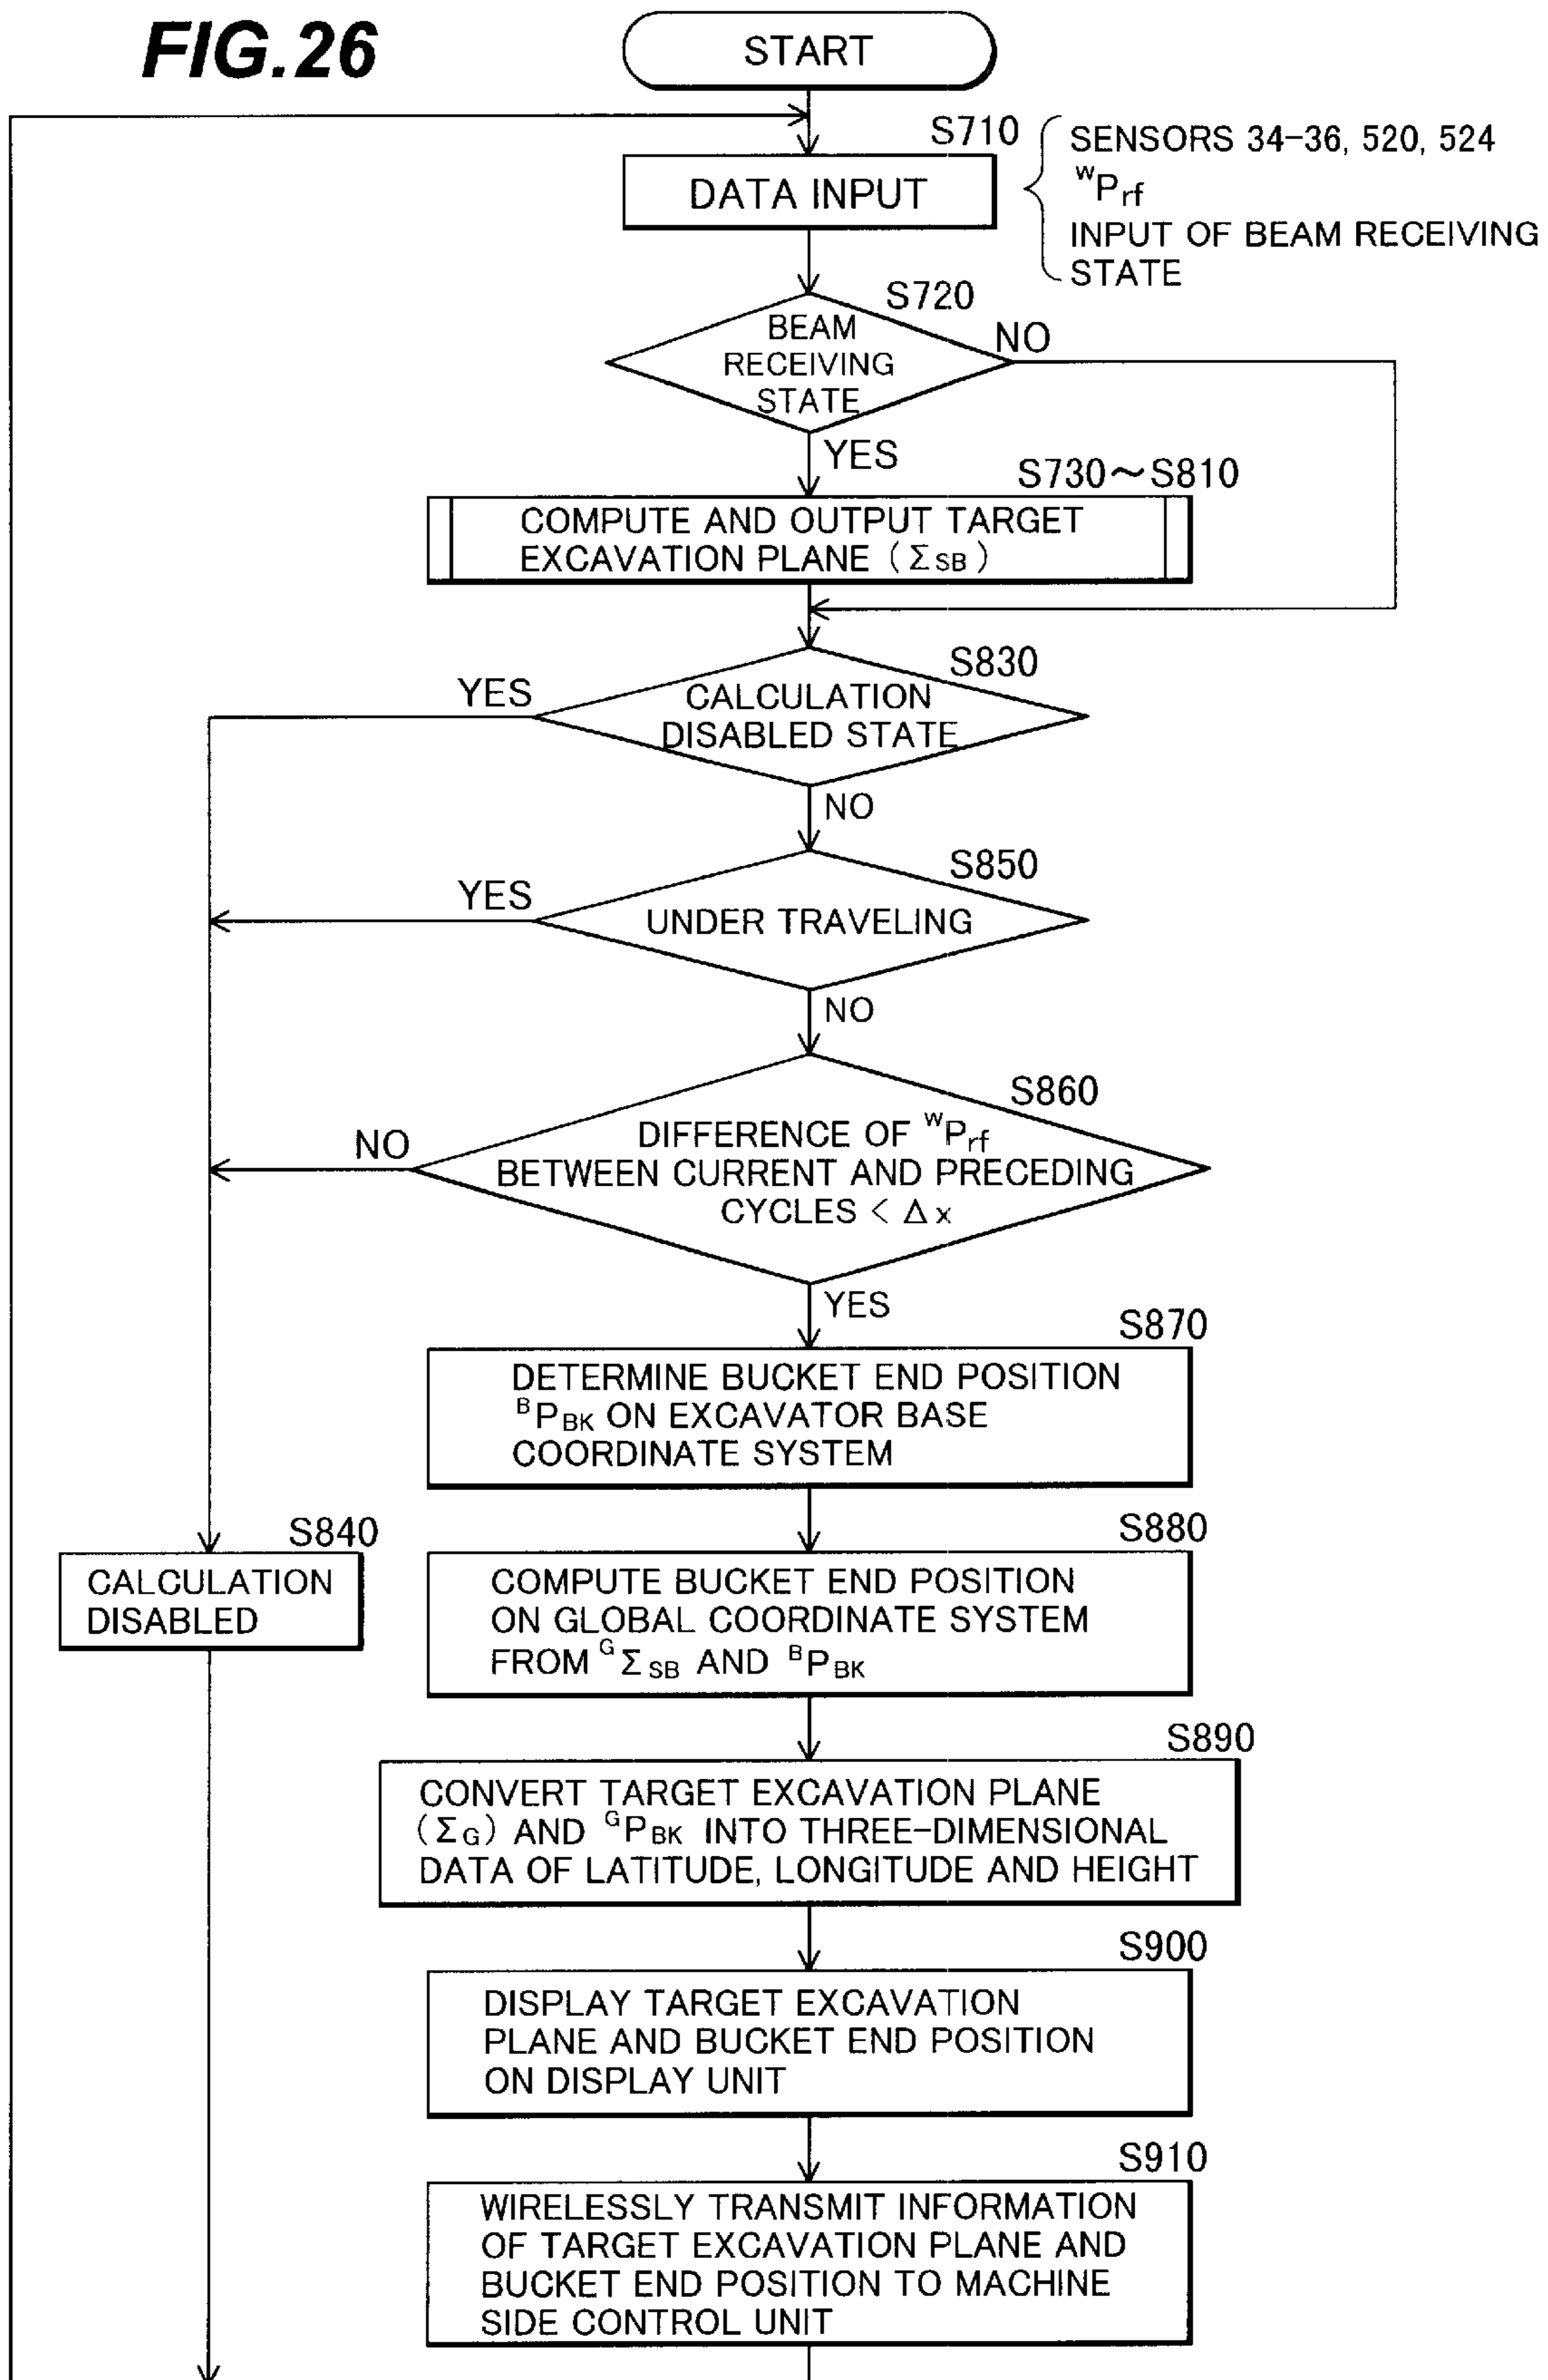 FIG.26
START
S710
DATA INPUT
SENSORS 34-36, 520, 524
ᵂPrf
INPUT OF BEAM RECEIVING
STATE
S720
BEAM
RECEIVING
STATE
NO
YES
S730~S810
COMPUTE AND OUTPUT TARGET
EXCAVATION PLANE (ΣSB)
S830
YES
CALCULATION
DISABLED STATE
NO
S850
YES
UNDER TRAVELING
NO
S860
NO
DIFFERENCE OF ᵂPrf
BETWEEN CURRENT AND PRECEDING
CYCLES < Δx
YES
S870
DETERMINE BUCKET END POSITION
ᴮPBK ON EXCAVATOR BASE
COORDINATE SYSTEM
S840
CALCULATION
DISABLED
S880
COMPUTE BUCKET END POSITION
ON GLOBAL COORDINATE SYSTEM
FROM ᴳΣSB AND ᴮPBK
S890
CONVERT TARGET EXCAVATION PLANE
(ΣG) AND ᴳPBK INTO THREE-DIMENSIONAL
DATA OF LATITUDE, LONGITUDE AND HEIGHT
S900
DISPLAY TARGET EXCAVATION
PLANE AND BUCKET END POSITION
ON DISPLAY UNIT
S910
WIRELESSLY TRANSMIT INFORMATION
OF TARGET EXCAVATION PLANE AND
BUCKET END POSITION TO MACHINE
SIDE CONTROL UNIT